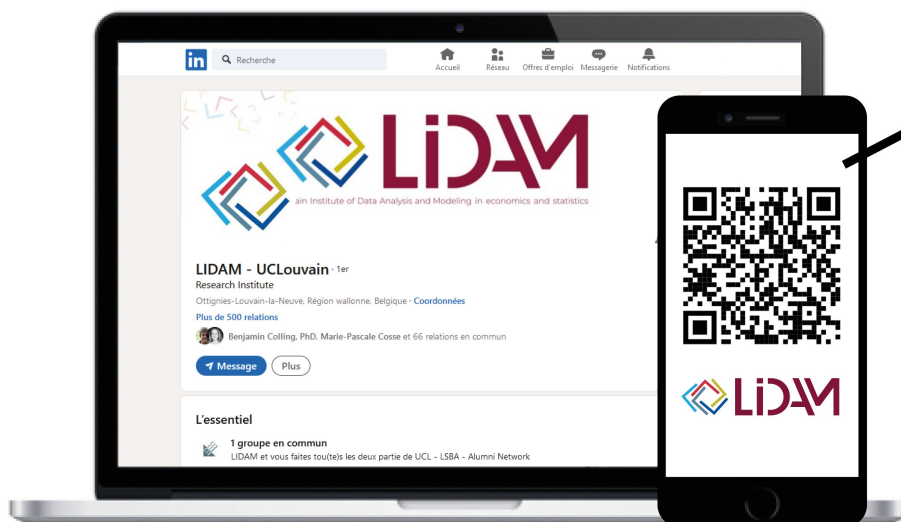 in
Recherche
Accueil
Réseau
Offres d'emploi
Messagerie
Notifications
LiDAM
ain Institute of Data Analysis and Modeling in economics and statistics
LIDAM - UCLouvain · 1er
Research Institute
Ottignies-Louvain-la-Neuve, Région wallonne, Belgique · Coordonnées
Plus de 500 relations
Benjamin Colling, PhD, Marie-Pascale Cosse et 66 relations en commun
Message
Plus
L'essentiel
1 groupe en commun
LIDAM et vous faites tou(te)s les deux partie de UCL - LSBA - Alumni Network
LiDAM